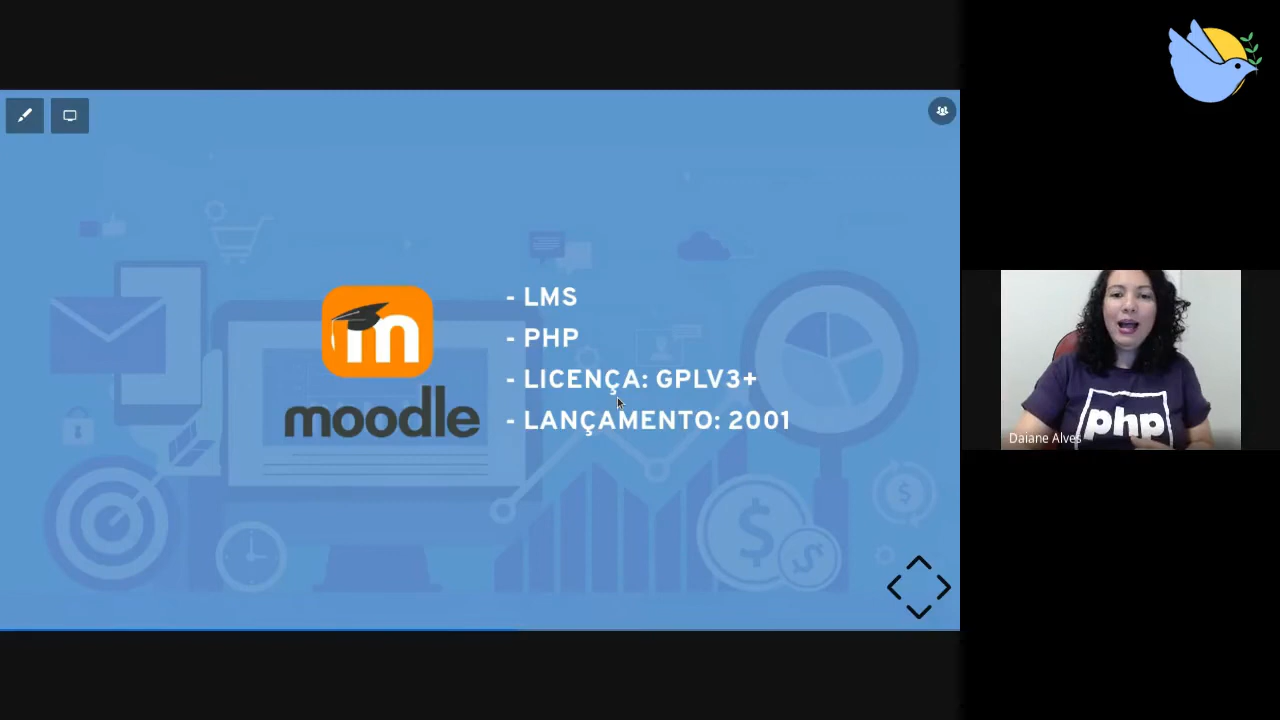 - LMS
- PHP
- LICENÇA: GPLV3+
- LANÇAMENTO: 2001
m
moodle
php
Daiane Alves